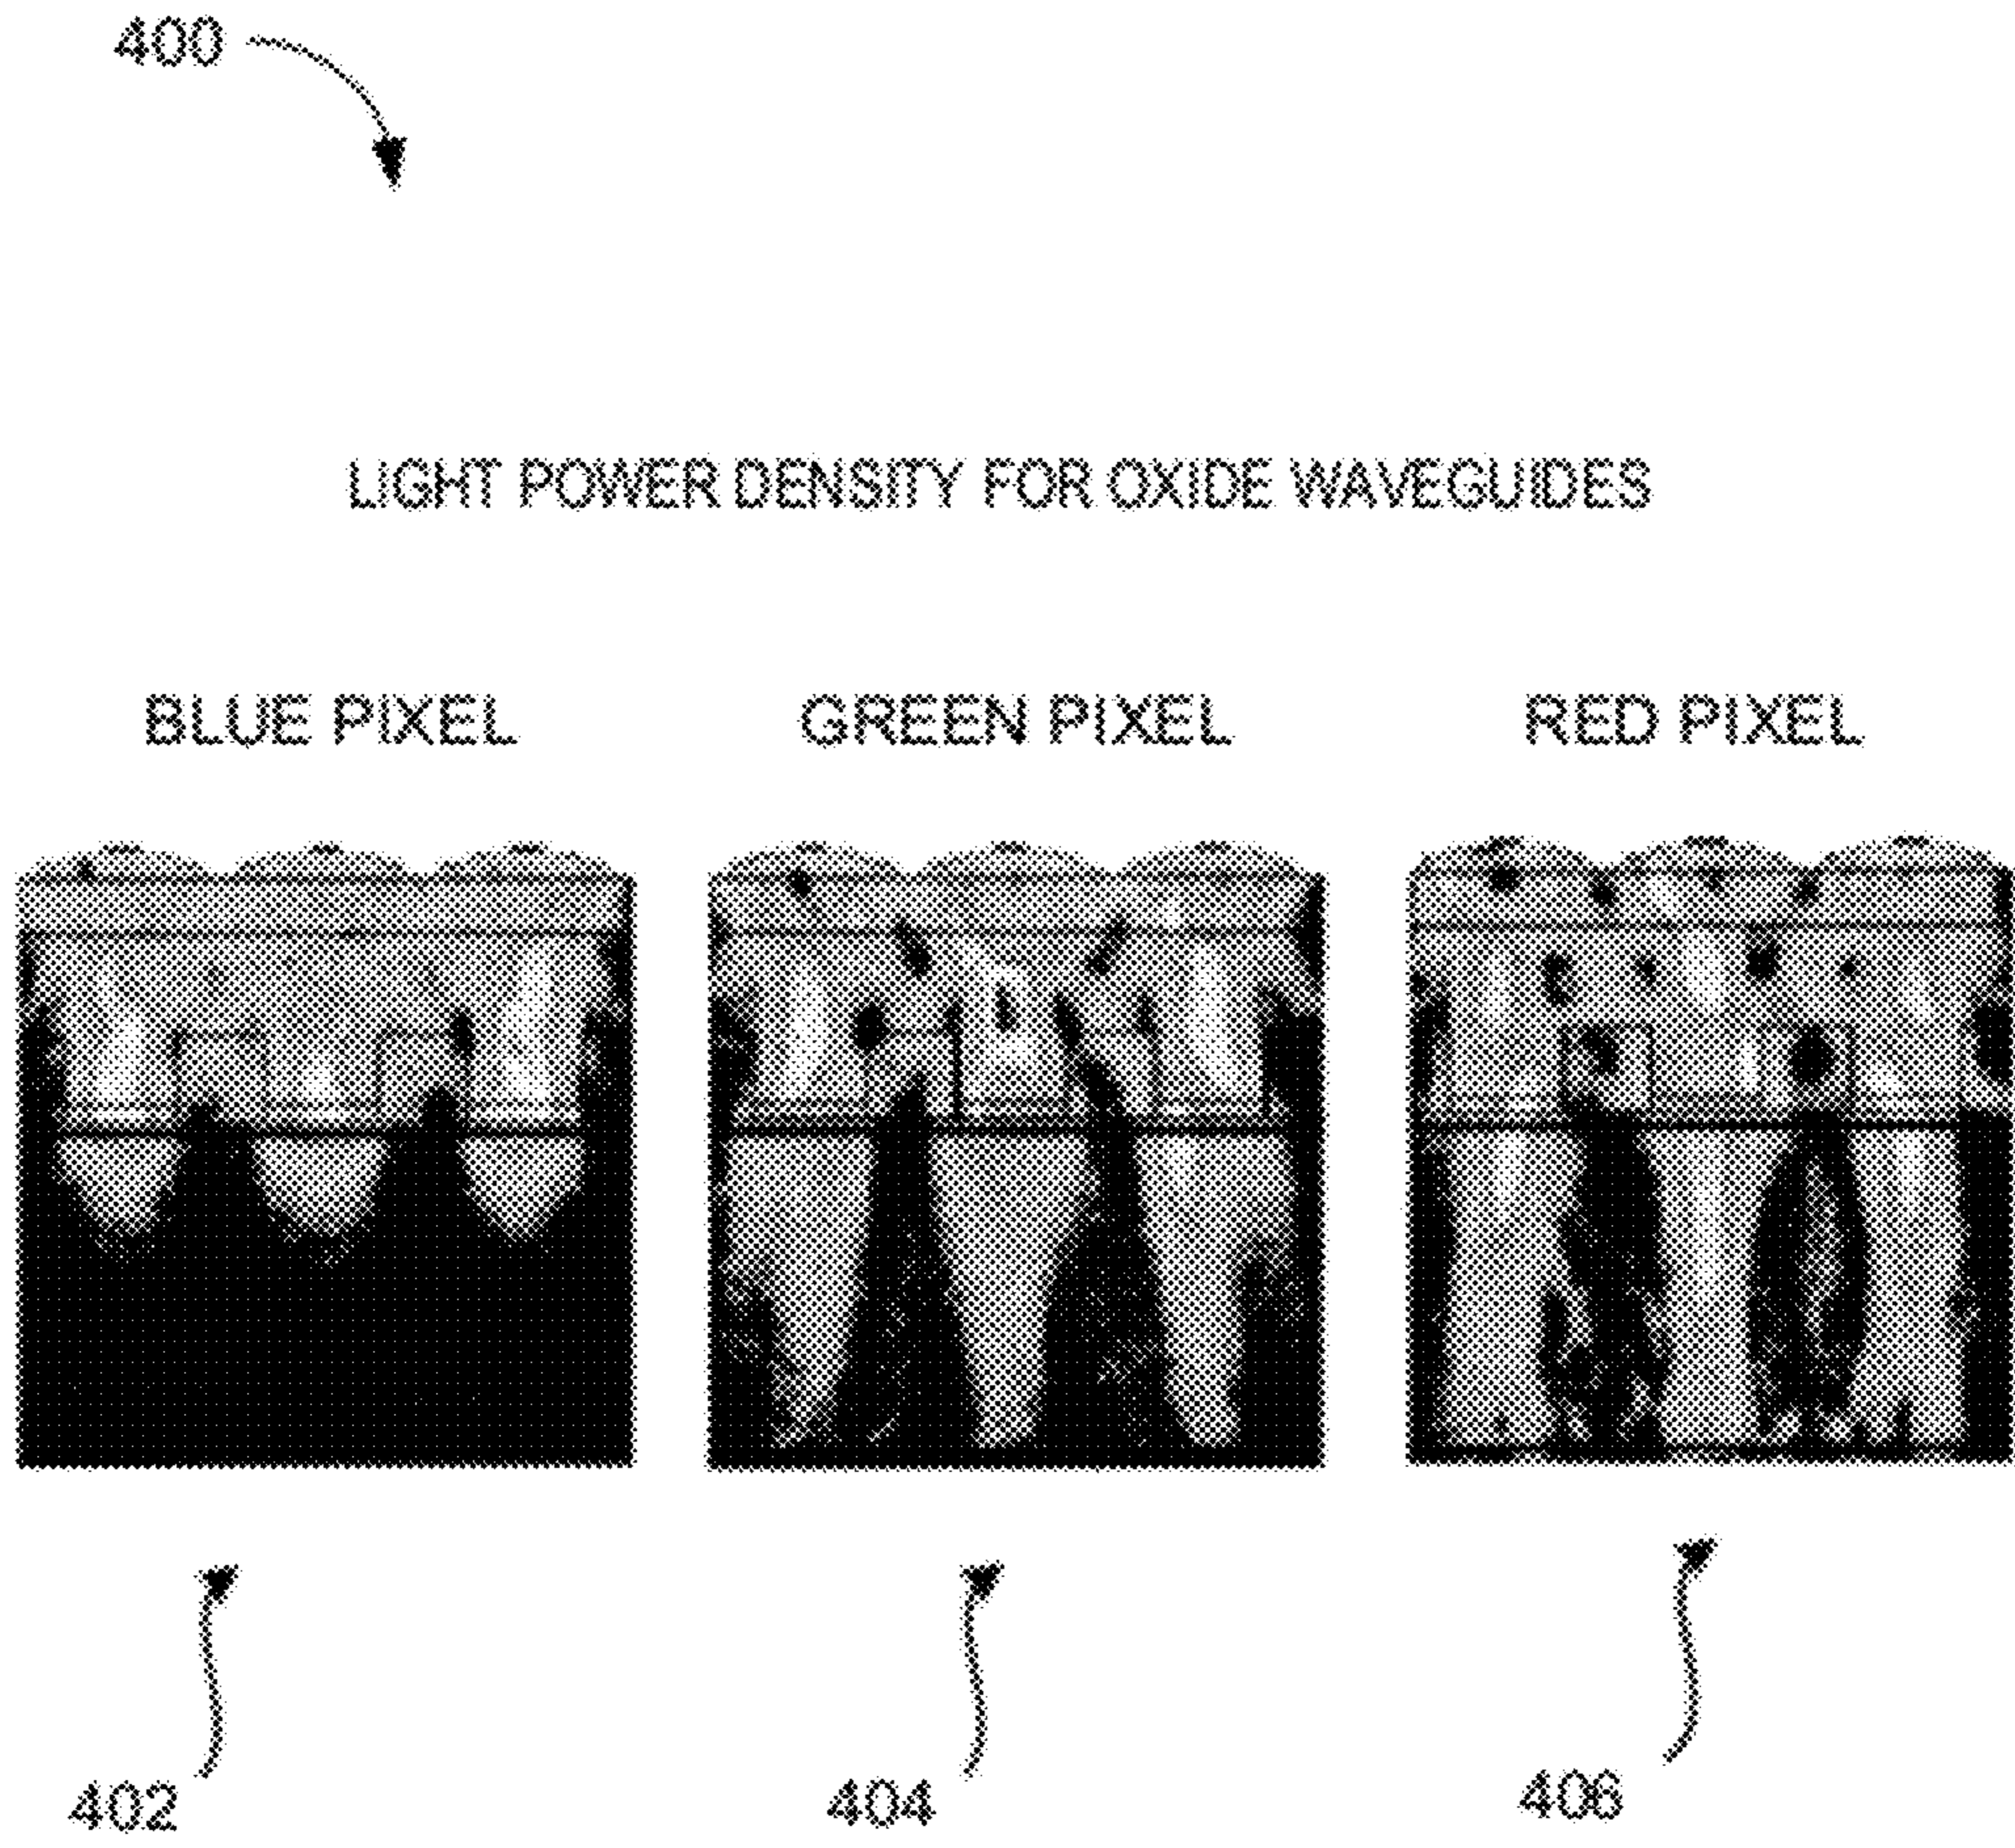 400
LIGHT POWER DENSITY FOR OXIDE WAVEGUIDES
BLUE PIXEL GREEN PIXEL RED PIXEL
402 404 406